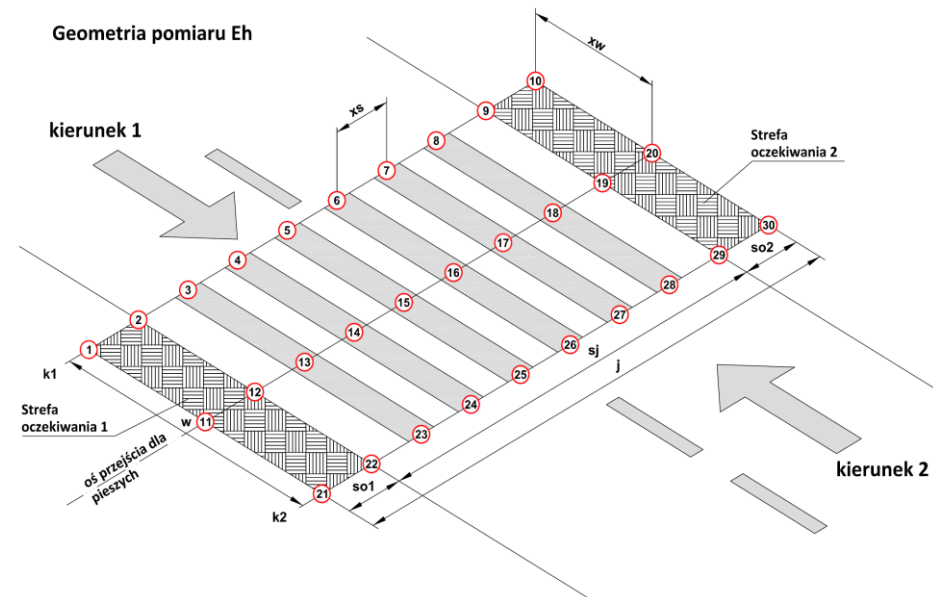 Geometria pomiaru Eh
xw
10
xs
9
kierunek 1
8
Strefa
oczekiwania 2
7
20
6
19
5
18
30
4
17
so2
29
3
16
28
2
15
27
1
14
26
sj
k1
13
25
j
12
24
Strefa
oczekiwania 1
w
11
23
oś przejścia dla
pieszych
22
so1
kierunek 2
21
k2